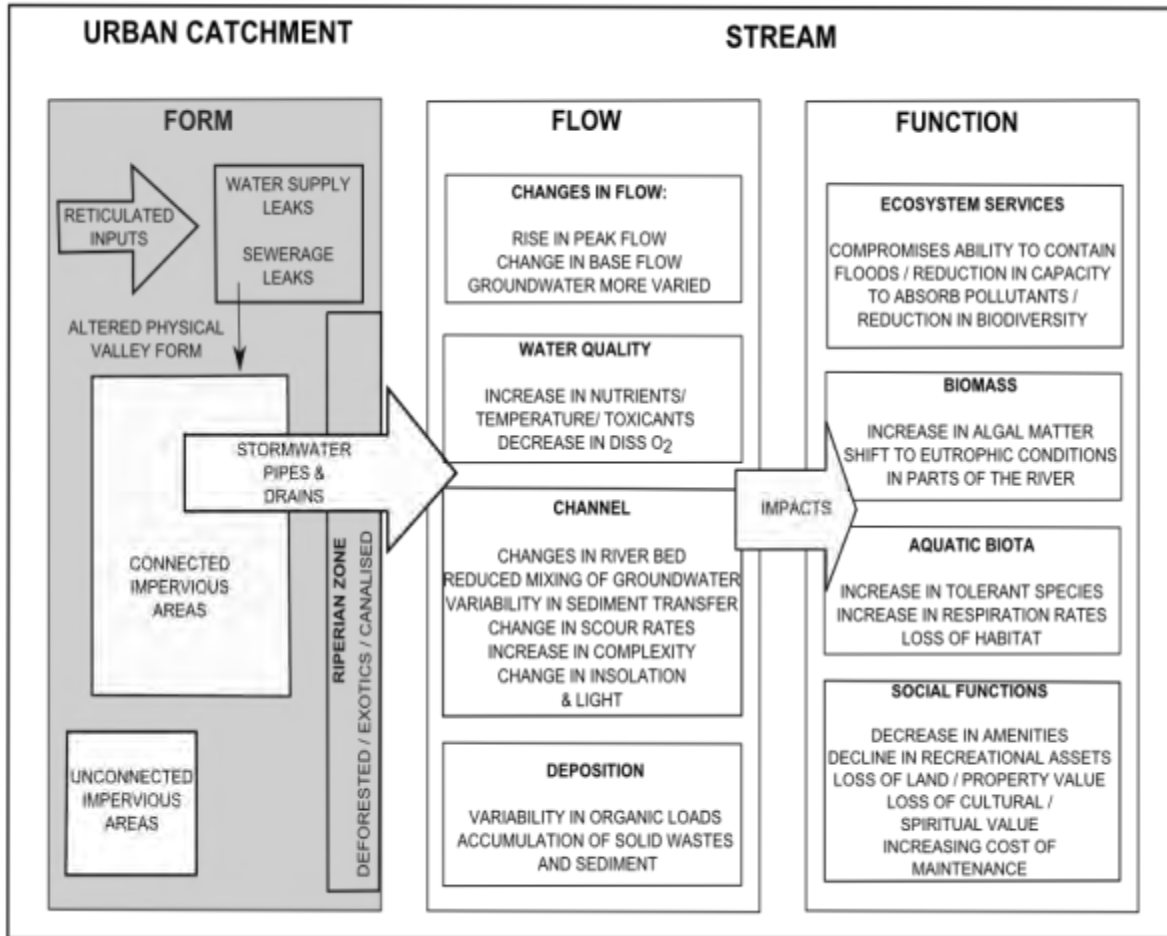 URBAN CATCHMENT
STREAM
FORM
RETICULATED
INPUTS
WATER SUPPLY
LEAKS
SEWERAGE
LEAKS
ALTERED PHYSICAL
VALLEY FORM
STORMWATER
PIPES &
DRAINS
CONNECTED
IMPERVIOUS
AREAS
UNCONNECTED
IMPERVIOUS
AREAS
RIPERIAN ZONE
DEFORESTED / EXOTICS / CANALISED
FLOW
CHANGES IN FLOW:
RISE IN PEAK FLOW
CHANGE IN BASE FLOW
GROUNDWATER MORE VARIED
WATER QUALITY
INCREASE IN NUTRIENTS/
TEMPERATURE/ TOXICANTS
DECREASE IN DISS O2
CHANNEL
CHANGES IN RIVER BED
REDUCED MIXING OF GROUNDWATER
VARIABILITY IN SEDIMENT TRANSFER
CHANGE IN SCOUR RATES
INCREASE IN COMPLEXITY
CHANGE IN INSOLATION
& LIGHT
DEPOSITION
VARIABILITY IN ORGANIC LOADS
ACCUMULATION OF SOLID WASTES
AND SEDIMENT
IMPACTS
FUNCTION
ECOSYSTEM SERVICES
COMPROMISES ABILITY TO CONTAIN
FLOODS / REDUCTION IN CAPACITY
TO ABSORB POLLUTANTS /
REDUCTION IN BIODIVERSITY
BIOMASS
INCREASE IN ALGAL MATTER
SHIFT TO EUTROPHIC CONDITIONS
IN PARTS OF THE RIVER
AQUATIC BIOTA
INCREASE IN TOLERANT SPECIES
INCREASE IN RESPIRATION RATES
LOSS OF HABITAT
SOCIAL FUNCTIONS
DECREASE IN AMENITIES
DECLINE IN RECREATIONAL ASSETS
LOSS OF LAND / PROPERTY VALUE
LOSS OF CULTURAL /
SPIRITUAL VALUE
INCREASING COST OF
MAINTENANCE